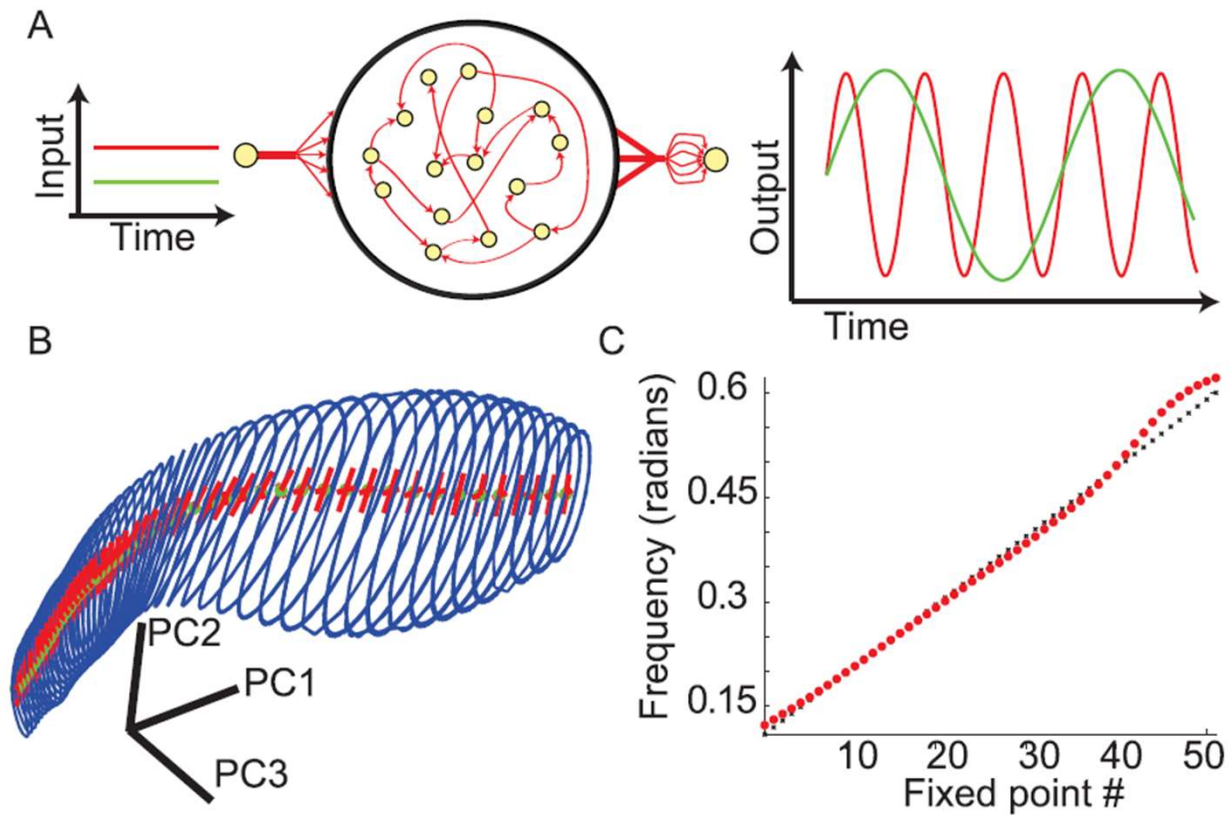 A
Input
Time
Output
Time
B
PC2
PC1
PC3
C
Frequency (radians)
0.6
0.45
0.3
0.15
10 20 30 40 50
Fixed point #